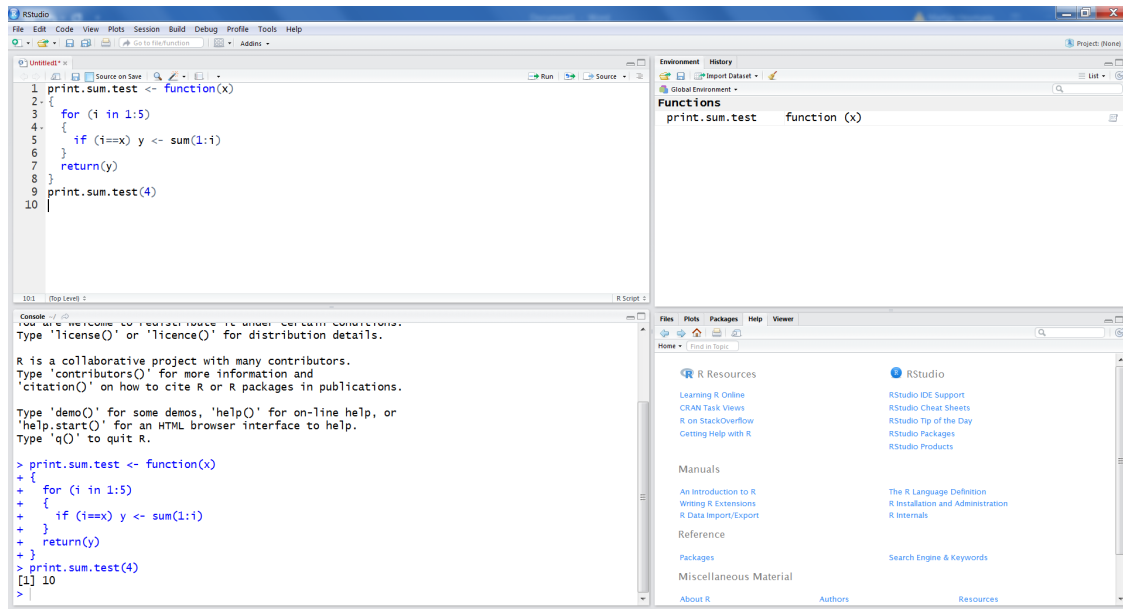 RStudio
File Edit Code View Plots Session Build Debug Profile Tools Help
Go to file/function Addins
Project: (None)
Untitled1* ×
Source on Save Run Source
1 print.sum.test <- function(x)
2 {
3   for (i in 1:5)
4   {
5     if (i==x) y <- sum(1:i)
6   }
7   return(y)
8 }
9 print.sum.test(4)
10
10:1 (Top Level) R Script
Console ~/
You are welcome to redistribute it under certain conditions.
Type 'license()' or 'licence()' for distribution details.
R is a collaborative project with many contributors.
Type 'contributors()' for more information and
'citation()' on how to cite R or R packages in publications.
Type 'demo()' for some demos, 'help()' for on-line help, or
'help.start()' for an HTML browser interface to help.
Type 'q()' to quit R.
> print.sum.test <- function(x)
+ {
+   for (i in 1:5)
+   {
+     if (i==x) y <- sum(1:i)
+   }
+   return(y)
+ }
> print.sum.test(4)
[1] 10
>
Environment History
Import Dataset List
Global Environment
Functions
print.sum.test function (x)
Files Plots Packages Help Viewer
Home Find in Topic
R Resources RStudio
Learning R Online RStudio IDE Support
CRAN Task Views RStudio Cheat Sheets
R on StackOverflow RStudio Tip of the Day
Getting Help with R RStudio Packages
RStudio Products
Manuals
An Introduction to R The R Language Definition
Writing R Extensions R Installation and Administration
R Data Import/Export R Internals
Reference
Packages Search Engine & Keywords
Miscellaneous Material
About R Authors Resources